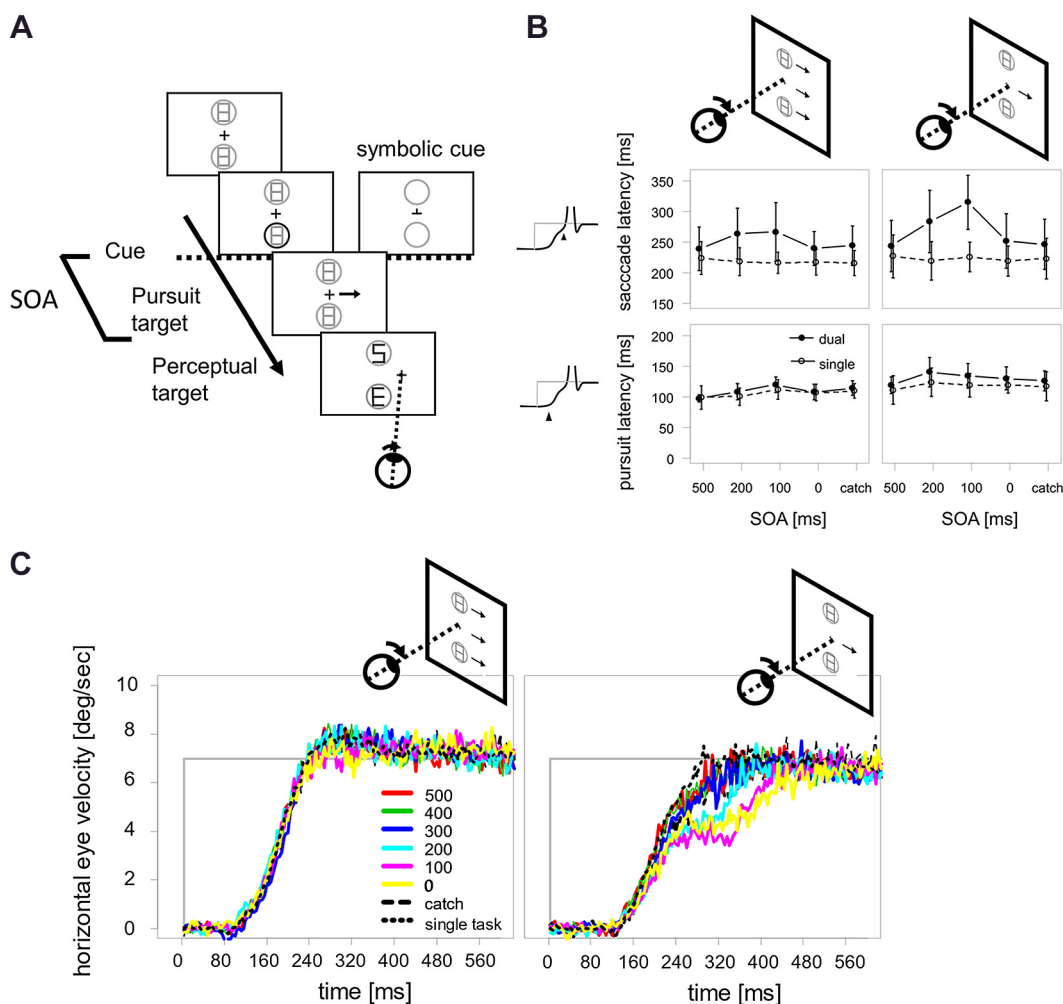 A
symbolic cue
Cue
SOA
Pursuit
target
Perceptual
target
B
sacccade latency [ms]
350
300
250
200
150
pursuit latency [ms]
200
150
100
50
0
dual
single
500
200
100
0
catch
SOA [ms]
500
200
100
0
catch
SOA [ms]
C
horizontal eye velocity [deg/sec]
10
8
6
4
2
0
500
400
300
200
100
0
catch
single task
0
80
160
240
320
400
480
560
time [ms]
0
80
160
240
320
400
480
560
time [ms]